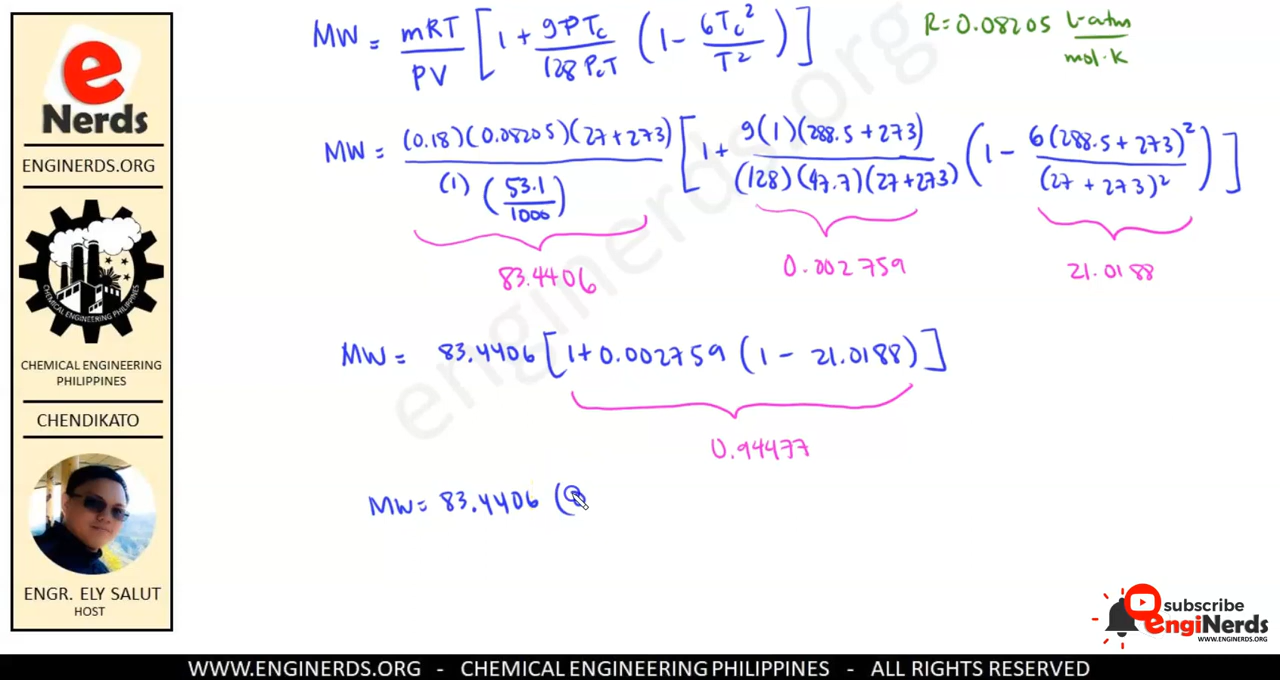 MW = mRT / PV [1 + 9PTc / 128PcT (1 - 6Tc² / T²)]
R = 0.08205 L-atm / mol·K
MW = (0.18)(0.08205)(27+273) / (1)(53.1/1000) [1 + 9(1)(288.5+273) / (128)(47.7)(27+273) (1 - 6(288.5+273)² / (27+273)²)]
83.4406
0.002759
21.0188
MW = 83.4406 [1+0.002759 (1 - 21.0188)]
0.94477
MW = 83.4406 (
e
Nerds
ENGINERDS.ORG
CHEMICAL ENGINEERING PHILIPPINES
CHEMICAL ENGINEERING
PHILIPPINES
CHENDIKATO
ENGR. ELY SALUT
HOST
enginerds.org
subscribe
engiNerds
WWW.ENGINERDS.ORG
WWW.ENGINERDS.ORG - CHEMICAL ENGINEERING PHILIPPINES - ALL RIGHTS RESERVED